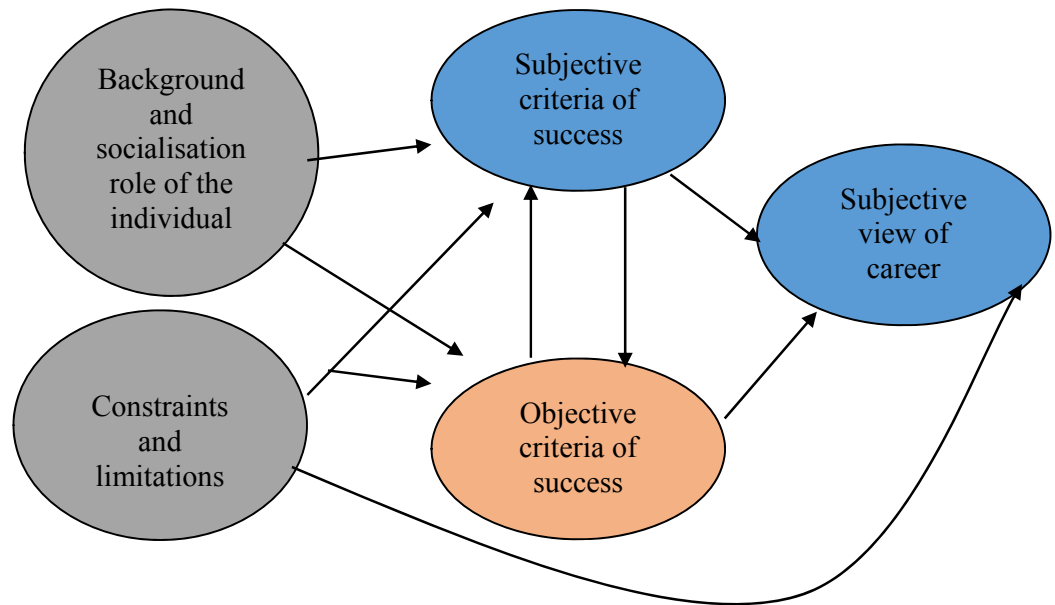 Background
and
socialisation
role of the
individual
Subjective
criteria of
success
Subjective
view of
career
Constraints
and
limitations
Objective
criteria of
success